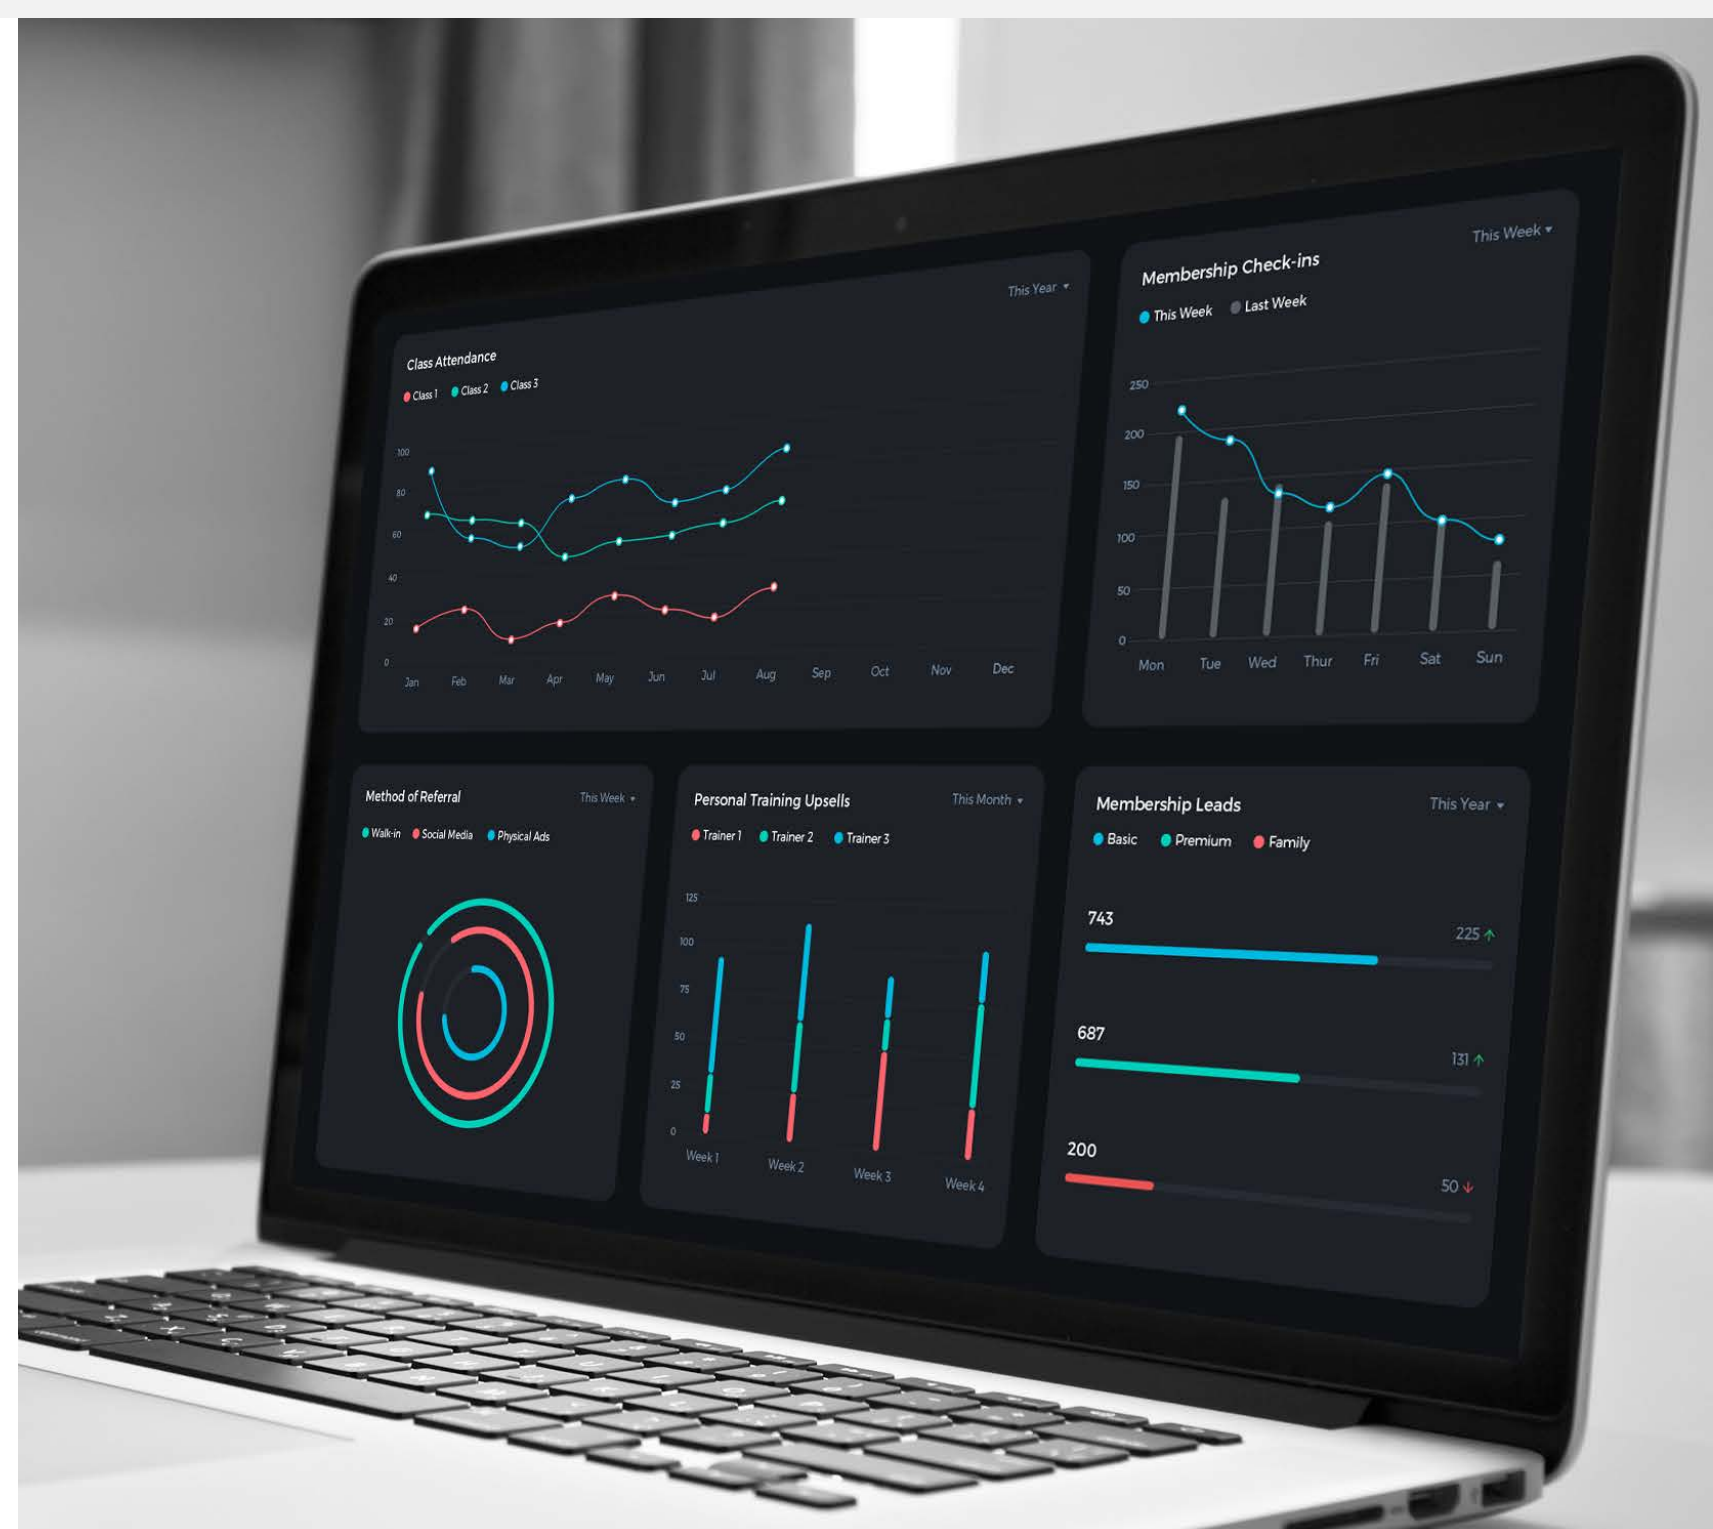 Class Attendance
This Year
Class 1 Class 2 Class 3
100
80
60
40
20
0
Jan Feb Mar Apr May Jun Jul Aug Sep Oct Nov Dec
Membership Check-ins
This Week
This Week Last Week
250
200
150
100
50
0
Mon Tue Wed Thur Fri Sat Sun
Method of Referral
This Week
Walk-in Social Media Physical Ads
Personal Training Upsells
This Month
Trainer 1 Trainer 2 Trainer 3
125
100
75
50
25
0
Week 1 Week 2 Week 3 Week 4
Membership Leads
This Year
Basic Premium Family
743
225
687
131
200
50